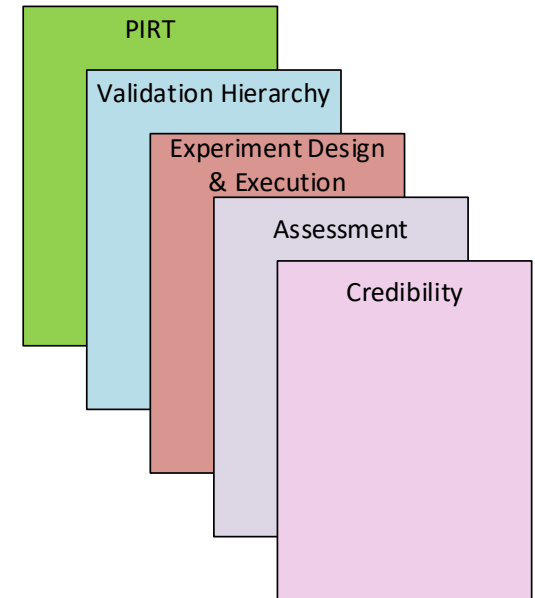 PIRT
Validation Hierarchy
Experiment Design
& Execution
Assessment
Credibility